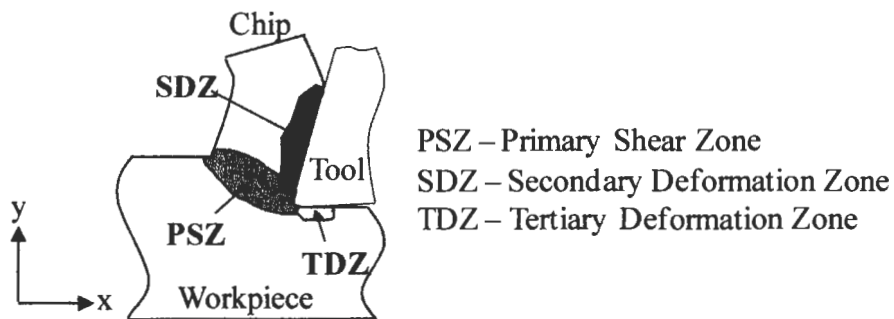 Chip
SDZ
Tool
PSZ – Primary Shear Zone
SDZ – Secondary Deformation Zone
TDZ – Tertiary Deformation Zone
y
PSZ
TDZ
x
Workpiece